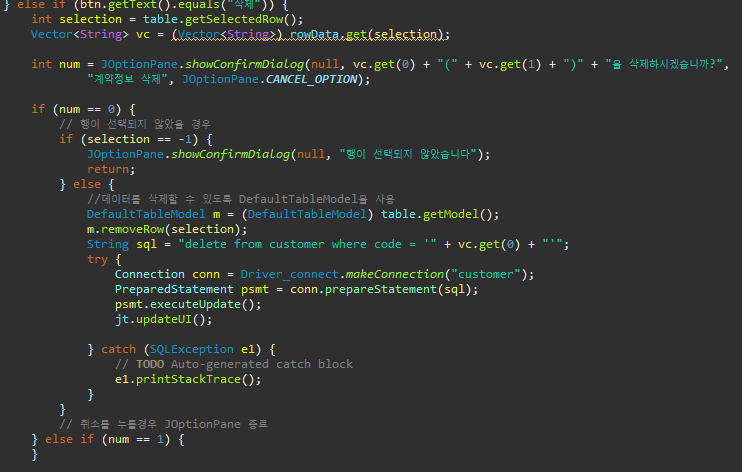 } else if (btn.getText().equals("삭제")) {
    int selection = table.getSelectedRow();
    Vector<String> vc = (Vector<String>) rowData.get(selection);

    int num = JOptionPane.showConfirmDialog(null, vc.get(0) + "(" + vc.get(1) + ")" + "을 삭제하시겠습니까?",
            "계약정보 삭제", JOptionPane.CANCEL_OPTION);

    if (num == 0) {
        // 행이 선택되지 않았을 경우
        if (selection == -1) {
            JOptionPane.showConfirmDialog(null, "행이 선택되지 않았습니다");
            return;
        } else {
            //데이터를 삭제할 수 있도록 DefaultTableModel을 사용
            DefaultTableModel m = (DefaultTableModel) table.getModel();
            m.removeRow(selection);
            String sql = "delete from customer where code = '" + vc.get(0) + "'";
            try {
                Connection conn = Driver_connect.makeConnection("customer");
                PreparedStatement psmt = conn.prepareStatement(sql);
                psmt.executeUpdate();
                jt.updateUI();

            } catch (SQLException e1) {
                // TODO Auto-generated catch block
                e1.printStackTrace();
            }
        }
        // 취소를 누를경우 JOptionPane 종료
    } else if (num == 1) {
    }